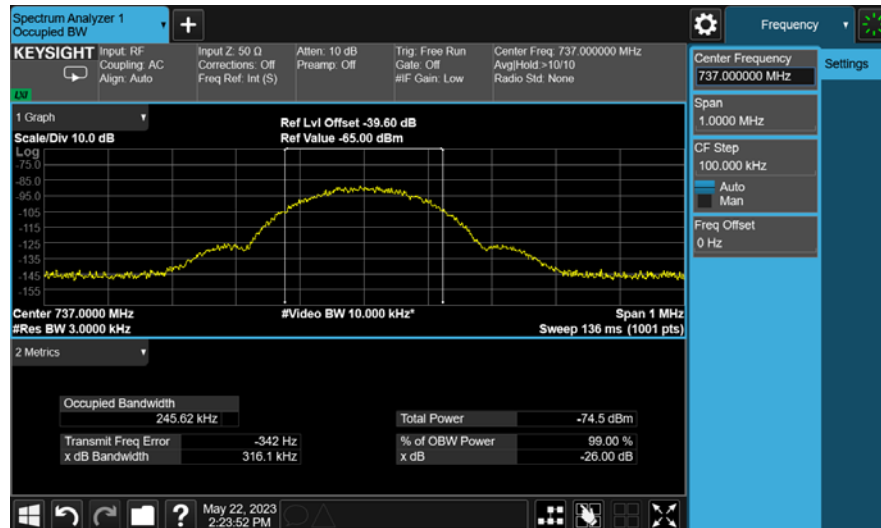 Spectrum Analyzer 1
Occupied BW
+
Frequency
KEYSIGHT
Input: RF
Coupling: AC
Align: Auto
Input Z: 50 Ω
Corrections: Off
Freq Ref: Int (S)
Atten: 10 dB
Preamp: Off
Trig: Free Run
Gate: Off
#IF Gain: Low
Center Freq: 737.000000 MHz
Avg|Hold:>10/10
Radio Std: None
LXI
Center Frequency
737.000000 MHz
Settings
Span
1.0000 MHz
CF Step
100.000 kHz
Auto
Man
Freq Offset
0 Hz
1 Graph
Scale/Div 10.0 dB
Ref Lvl Offset -39.60 dB
Ref Value -65.00 dBm
Log
-75.0
-85.0
-95.0
-105
-115
-125
-135
-145
-155
Center 737.0000 MHz
#Res BW 3.0000 kHz
#Video BW 10.000 kHz*
Span 1 MHz
Sweep 136 ms (1001 pts)
2 Metrics
Occupied Bandwidth
245.62 kHz
Total Power -74.5 dBm
Transmit Freq Error -342 Hz
% of OBW Power 99.00 %
x dB Bandwidth 316.1 kHz
x dB -26.00 dB
?
May 22, 2023
2:23:52 PM